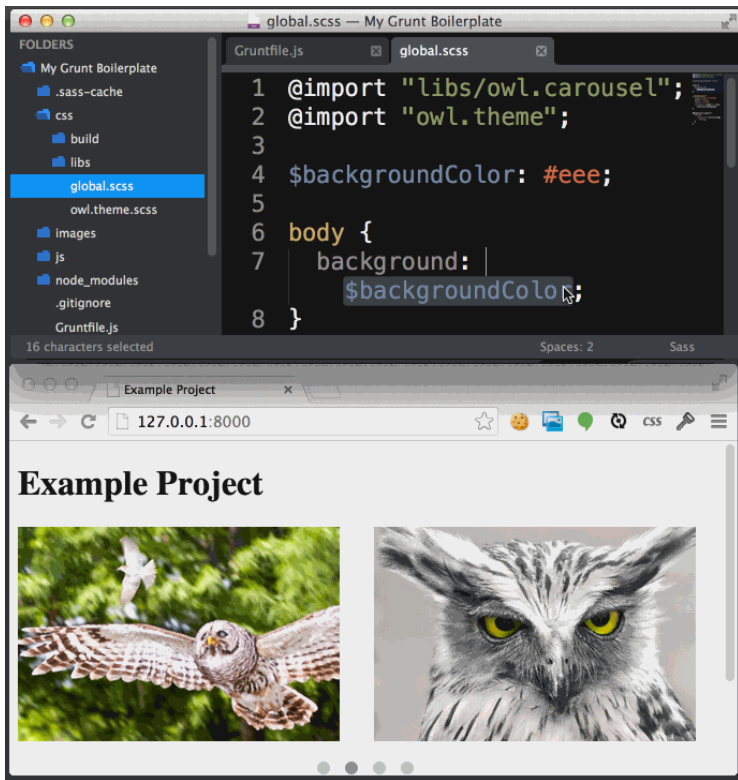 global.scss — My Grunt Boilerplate
FOLDERS
My Grunt Boilerplate
.sass-cache
css
build
libs
global.scss
owl.theme.scss
images
js
node_modules
.gitignore
Gruntfile.js
Gruntfile.js
global.scss
1 @import "libs/owl.carousel";
2 @import "owl.theme";
3
4 $backgroundColor: #eee;
5
6 body {
7 background:
$backgroundColor;
8 }
16 characters selected
Spaces: 2
Sass
Example Project
127.0.0.1:8000
CSS
Example Project